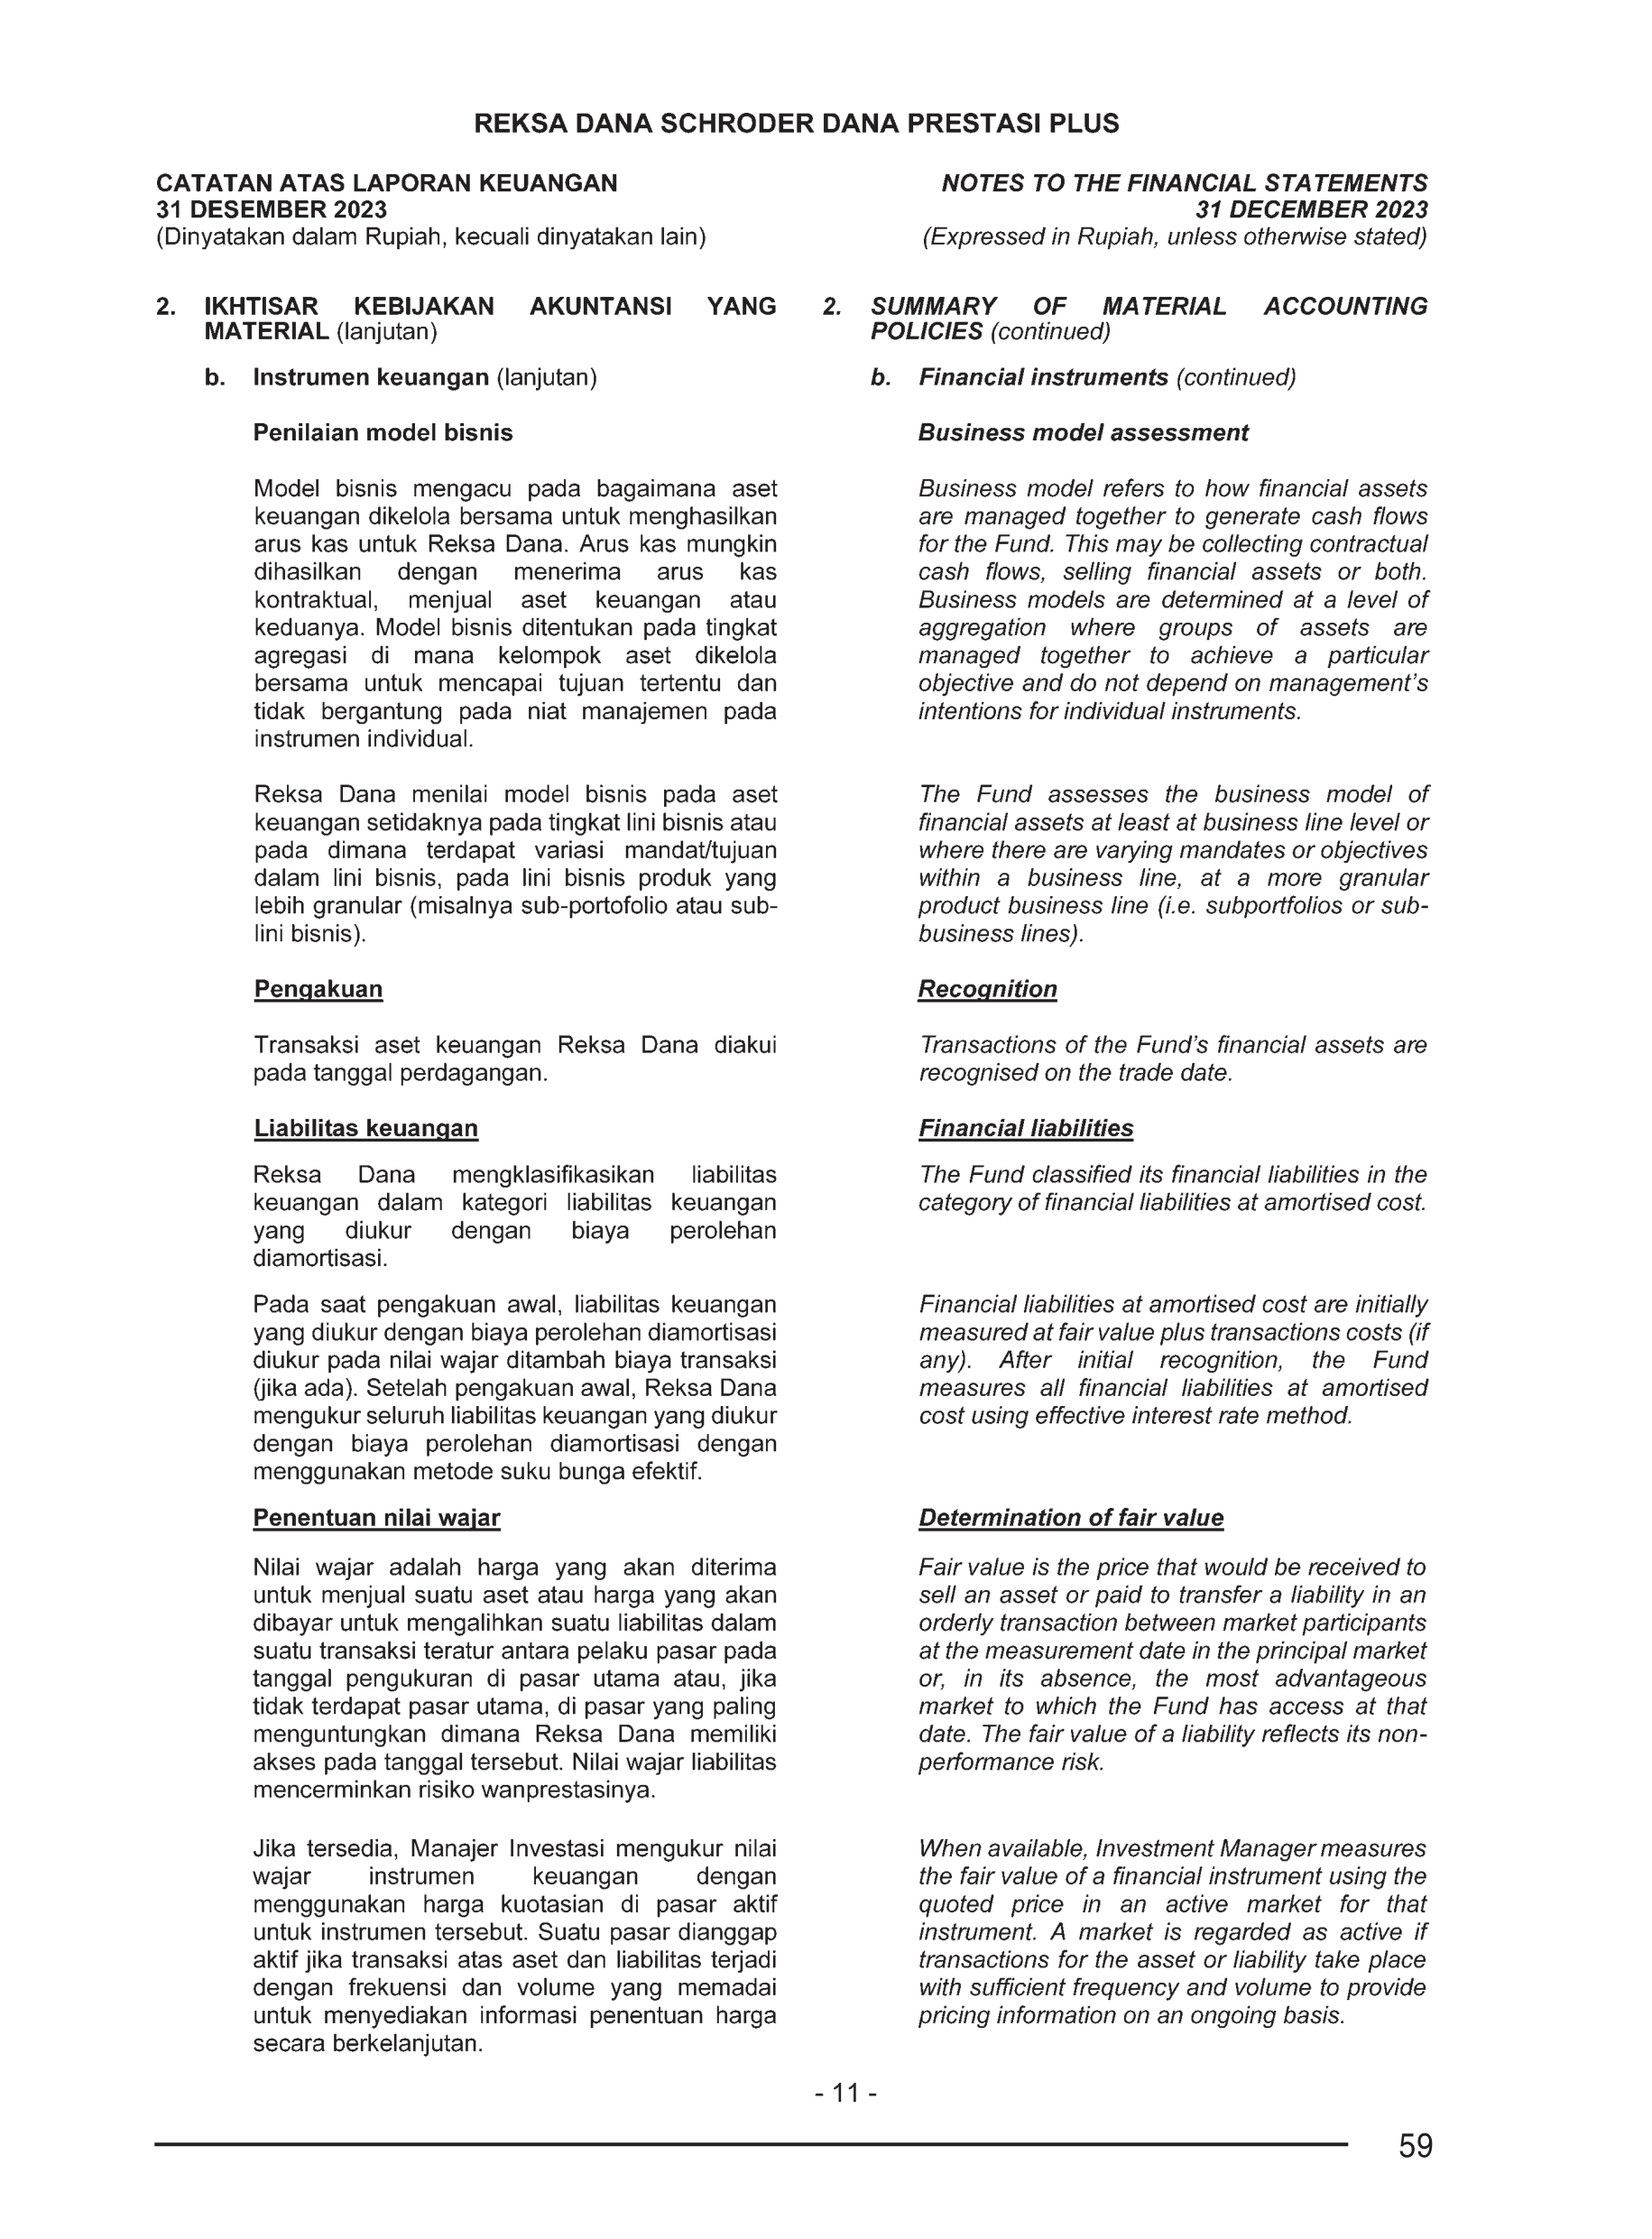 REKSA DANA SCHRODER DANA PRESTASI PLUS
CATATAN ATAS LAPORAN KEUANGAN
31 DESEMBER 2023
(Dinyatakan dalam Rupiah, kecuali dinyatakan lain)
NOTES TO THE FINANCIAL STATEMENTS
31 DECEMBER 2023
(Expressed in Rupiah, unless otherwise stated)
2. IKHTISAR KEBIJAKAN AKUNTANSI YANG
MATERIAL (lanjutan)
b. Instrumen keuangan (lanjutan)
Penilaian model bisnis
Model bisnis mengacu pada bagaimana aset
keuangan dikelola bersama untuk menghasilkan
arus kas untuk Reksa Dana. Arus kas mungkin
dihasilkan dengan menerima arus kas
kontraktual, menjual aset keuangan atau
keduanya. Model bisnis ditentukan pada tingkat
agregasi di mana kelompok aset dikelola
bersama untuk mencapai tujuan tertentu dan
tidak bergantung pada niat manajemen pada
instrumen individual.
Reksa Dana menilai model bisnis pada aset
keuangan setidaknya pada tingkat lini bisnis atau
pada dimana terdapat variasi mandat/tujuan
dalam lini bisnis, pada lini bisnis produk yang
lebih granular (misalnya sub-portofolio atau sub-
lini bisnis).
Pengakuan
Transaksi aset keuangan Reksa Dana diakui
pada tanggal perdagangan.
Liabilitas keuangan
Reksa Dana mengklasifikasikan liabilitas
keuangan dalam kategori liabilitas keuangan
yang diukur dengan biaya perolehan
diamortisasi.
Pada saat pengakuan awal, liabilitas keuangan
yang diukur dengan biaya perolehan diamortisasi
diukur pada nilai wajar ditambah biaya transaksi
(jika ada). Setelah pengakuan awal, Reksa Dana
mengukur seluruh liabilitas keuangan yang diukur
dengan biaya perolehan diamortisasi dengan
menggunakan metode suku bunga efektif.
Penentuan nilai wajar
Nilai wajar adalah harga yang akan diterima
untuk menjual suatu aset atau harga yang akan
dibayar untuk mengalihkan suatu liabilitas dalam
suatu transaksi teratur antara pelaku pasar pada
tanggal pengukuran di pasar utama atau, jika
tidak terdapat pasar utama, di pasar yang paling
menguntungkan dimana Reksa Dana memiliki
akses pada tanggal tersebut. Nilai wajar liabilitas
mencerminkan risiko wanprestasinya.
Jika tersedia, Manajer Investasi mengukur nilai
wajar instrumen keuangan dengan
menggunakan harga kuotasian di pasar aktif
untuk instrumen tersebut. Suatu pasar dianggap
aktif jika transaksi atas aset dan liabilitas terjadi
dengan frekuensi dan volume yang memadai
untuk menyediakan informasi penentuan harga
secara berkelanjutan.
2. SUMMARY OF MATERIAL ACCOUNTING
POLICIES (continued)
b. Financial instruments (continued)
Business model assessment
Business model refers to how financial assets
are managed together to generate cash flows
for the Fund. This may be collecting contractual
cash flows, selling financial assets or both.
Business models are determined at a level of
aggregation where groups of assets are
managed together to achieve a particular
objective and do not depend on management’s
intentions for individual instruments.
The Fund assesses the business model of
financial assets at least at business line level or
where there are varying mandates or objectives
within a business line, at a more granular
product business line (i.e. subportfolios or sub-
business lines).
Recognition
Transactions of the Fund’s financial assets are
recognised on the trade date.
Financial liabilities
The Fund classified its financial liabilities in the
category of financial liabilities at amortised cost.
Financial liabilities at amortised cost are initially
measured at fair value plus transactions costs (if
any). After initial recognition, the Fund
measures all financial liabilities at amortised
cost using effective interest rate method.
Determination of fair value
Fair value is the price that would be received to
sell an asset or paid to transfer a liability in an
orderly transaction between market participants
at the measurement date in the principal market
or, in its absence, the most advantageous
market to which the Fund has access at that
date. The fair value of a liability reflects its non-
performance risk.
When available, Investment Manager measures
the fair value of a financial instrument using the
quoted price in an active market for that
instrument. A market is regarded as active if
transactions for the asset or liability take place
with sufficient frequency and volume to provide
pricing information on an ongoing basis.
- 11 -
59